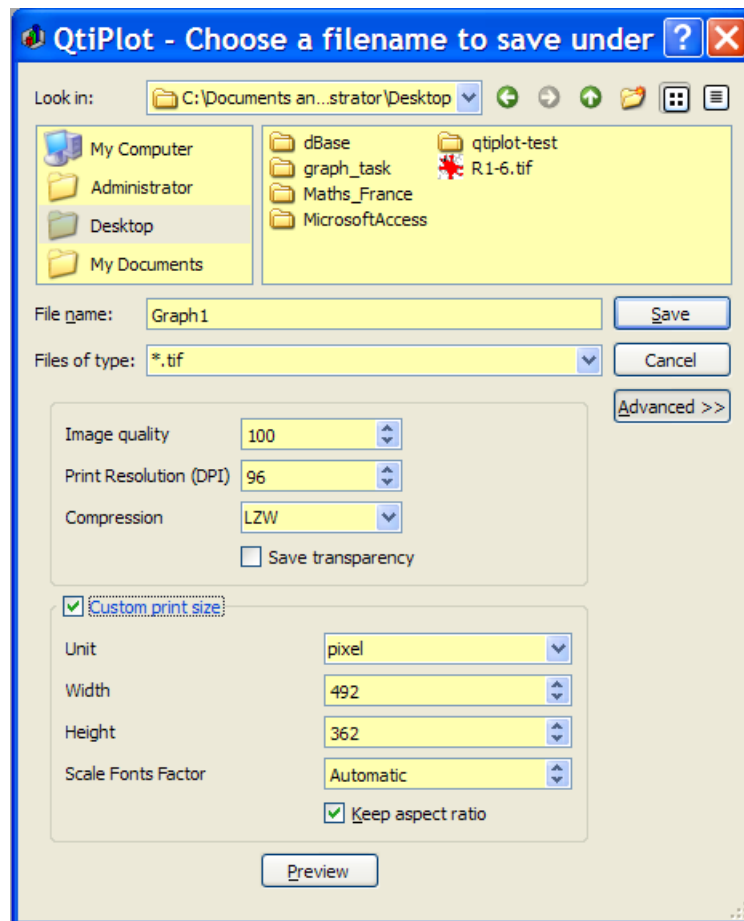 QtiPlot - Choose a filename to save under
Look in: C:\Documents an...strator\Desktop
My Computer
Administrator
Desktop
My Documents
dBase qtiplot-test
graph_task R1-6.tif
Maths_France
MicrosoftAccess
File name: Graph1 Save
Files of type: *.tif Cancel
Advanced >>
Image quality 100
Print Resolution (DPI) 96
Compression LZW
Save transparency
Custom print size
Unit pixel
Width 492
Height 362
Scale Fonts Factor Automatic
Keep aspect ratio
Preview